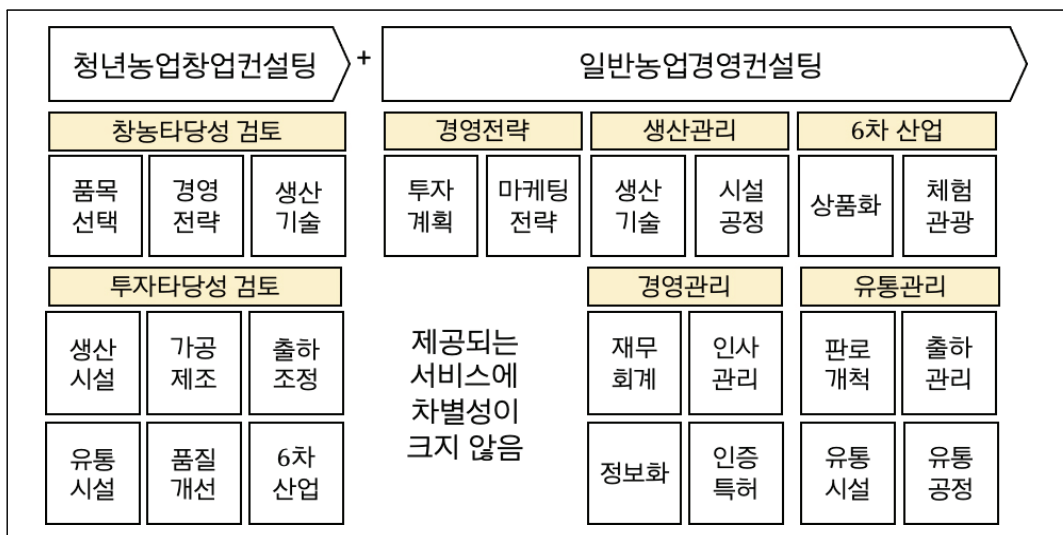 청년농업창업컨설팅
+
일반농업경영컨설팅
창농타당성 검토
품목
선택
경영
전략
생산
기술
경영전략
투자
계획
마케팅
전략
생산관리
생산
기술
시설
공정
6차 산업
상품화
체험
관광
투자타당성 검토
생산
시설
가공
제조
출하
조정
유통
시설
품질
개선
6차
산업
제공되는
서비스에
차별성이
크지 않음
경영관리
재무
회계
인사
관리
정보화
인증
특허
유통관리
판로
개척
출하
관리
유통
시설
유통
공정